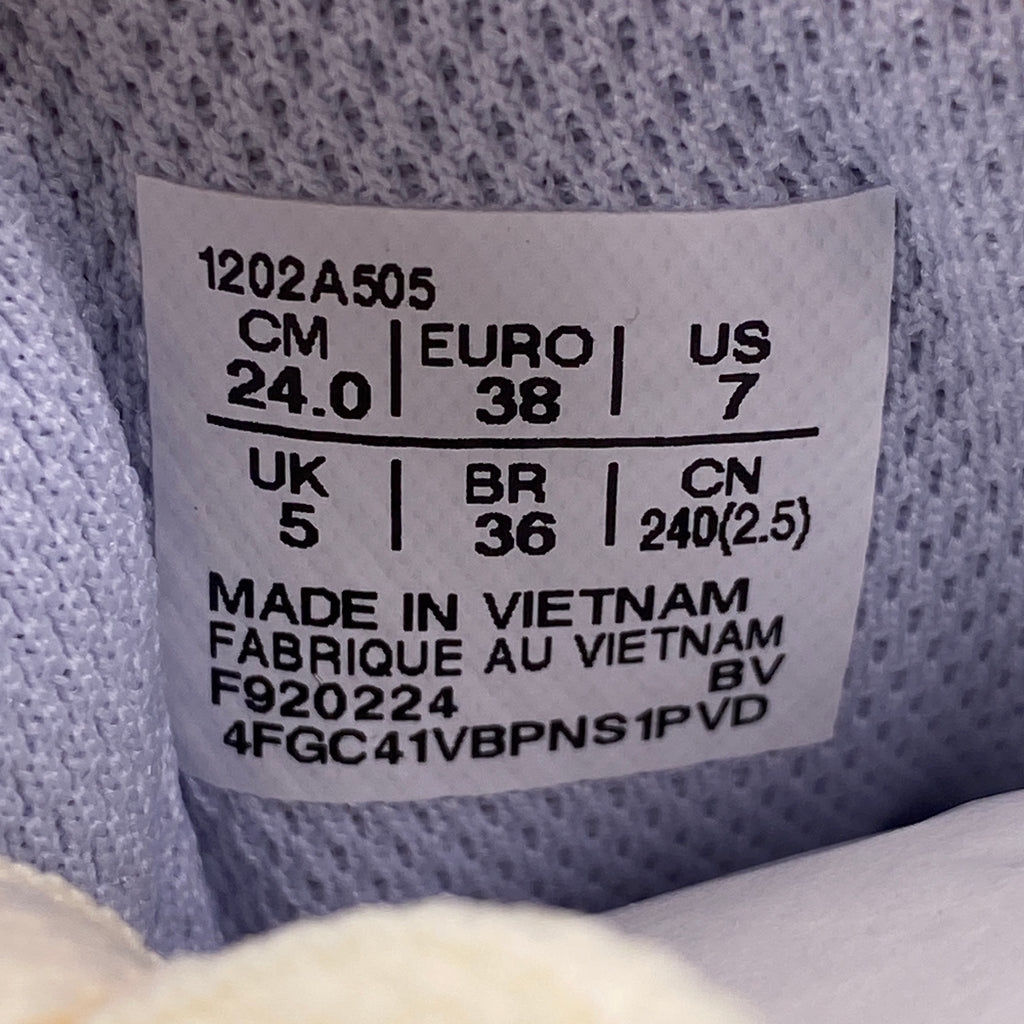 1202A505
CM | EURO | US
24.0 | 38 | 7
UK | BR | CN
5 | 36 | 240(2.5)
MADE IN VIETNAM
FABRIQUE AU VIETNAM
F920224 BV
4FGC41VBPNS1PVD